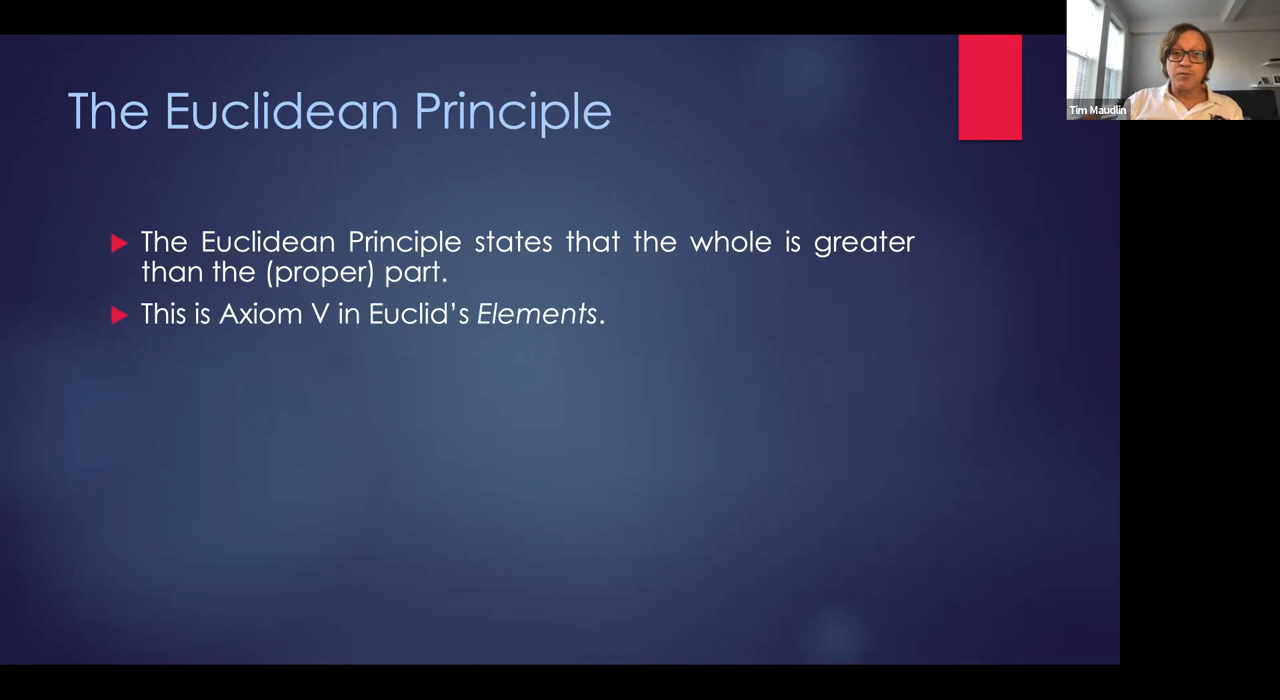 The Euclidean Principle
The Euclidean Principle states that the whole is greater
than the (proper) part.
This is Axiom V in Euclid’s Elements.
Tim Maudlin